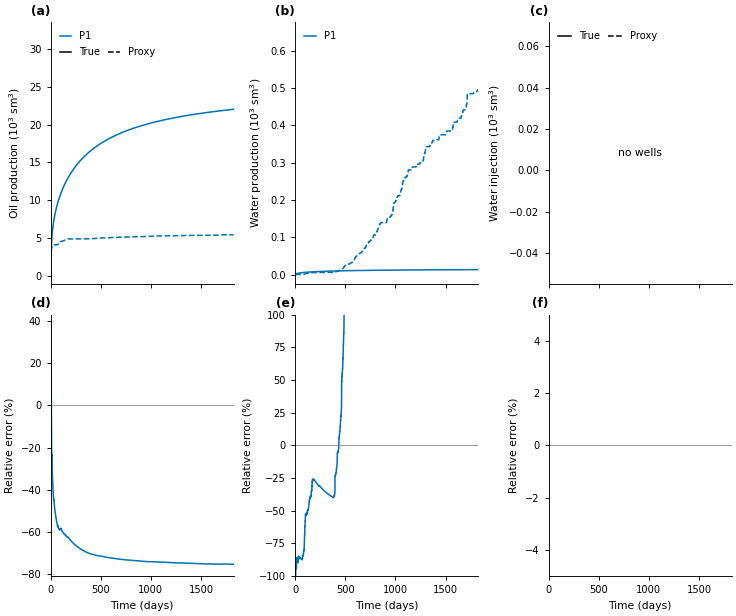 (a)
P1
True Proxy
Oil production (10³ sm³)
30
25
20
15
10
5
0
(b)
P1
Water production (10³ sm³)
0.6
0.5
0.4
0.3
0.2
0.1
0.0
(c)
True Proxy
Water injection (10³ sm³)
0.06
0.04
0.02
0.00
−0.02
−0.04
no wells
(d)
Relative error (%)
40
20
0
−20
−40
−60
−80
0 500 1000 1500
Time (days)
(e)
Relative error (%)
100
75
50
25
0
−25
−50
−75
−100
0 500 1000 1500
Time (days)
(f)
Relative error (%)
4
2
0
−2
−4
0 500 1000 1500
Time (days)